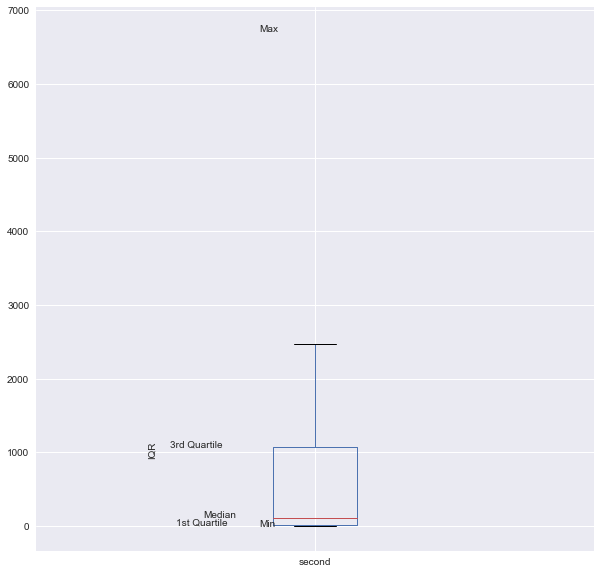 7000
Max
6000
5000
4000
3000
2000
3rd Quartile
IQR
1000
Median
1st Quartile
Min
0
second